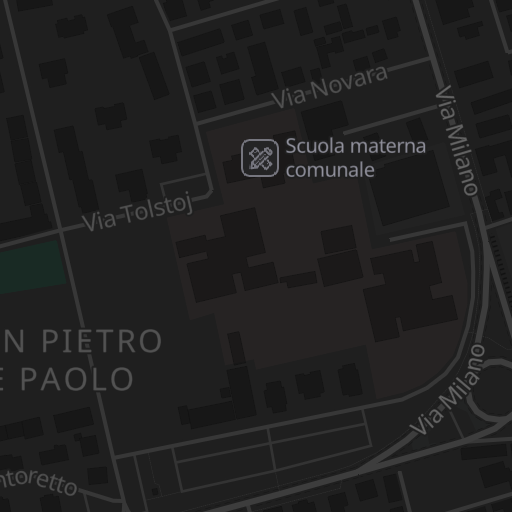 Via Novara
Via Milano
Scuola materna
comunale
Via Tolstoj
N PIETRO
E PAOLO
Via Milano
ntoretto